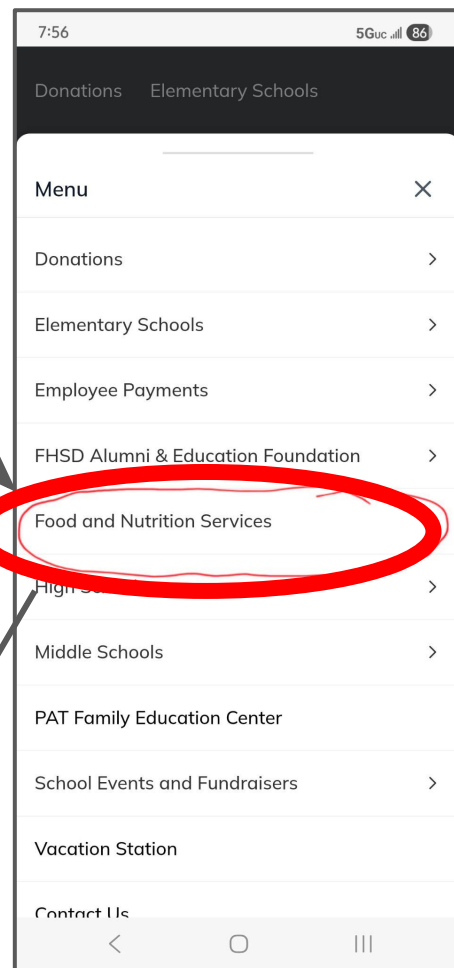 7:56 5Guc 86
Donations Elementary Schools
Menu
Donations
Elementary Schools
Employee Payments
FHSD Alumni & Education Foundation
Food and Nutrition Services
High
Middle Schools
PAT Family Education Center
School Events and Fundraisers
Vacation Station
Contact Us